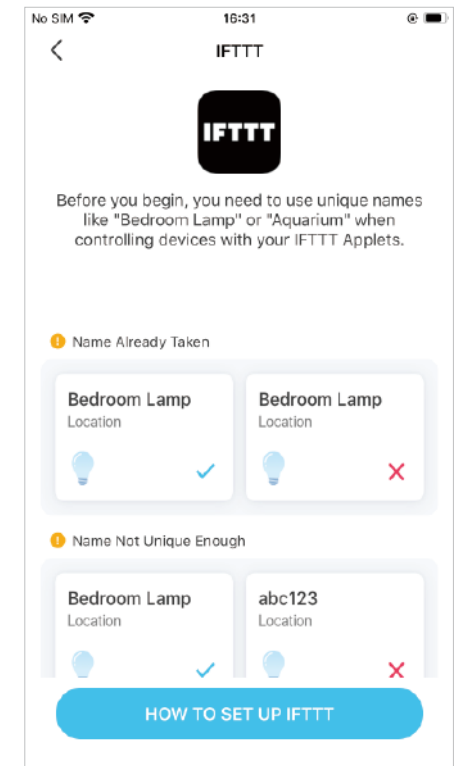 No SIM 16:31
IFTTT
IFTTT
Before you begin, you need to use unique names
like "Bedroom Lamp" or "Aquarium" when
controlling devices with your IFTTT Applets.
Name Already Taken
Bedroom Lamp
Location
Bedroom Lamp
Location
Name Not Unique Enough
Bedroom Lamp
Location
abc123
Location
HOW TO SET UP IFTTT